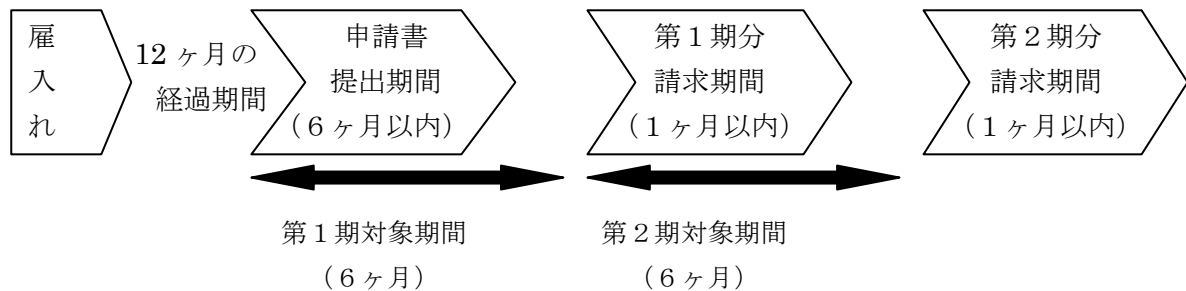 雇
入
れ
12ヶ月の
経過期間
申請書
提出期間
（６ヶ月以内）
第１期分
請求期間
（１ヶ月以内）
第２期分
請求期間
（１ヶ月以内）
第１期対象期間
（６ヶ月）
第２期対象期間
（６ヶ月）